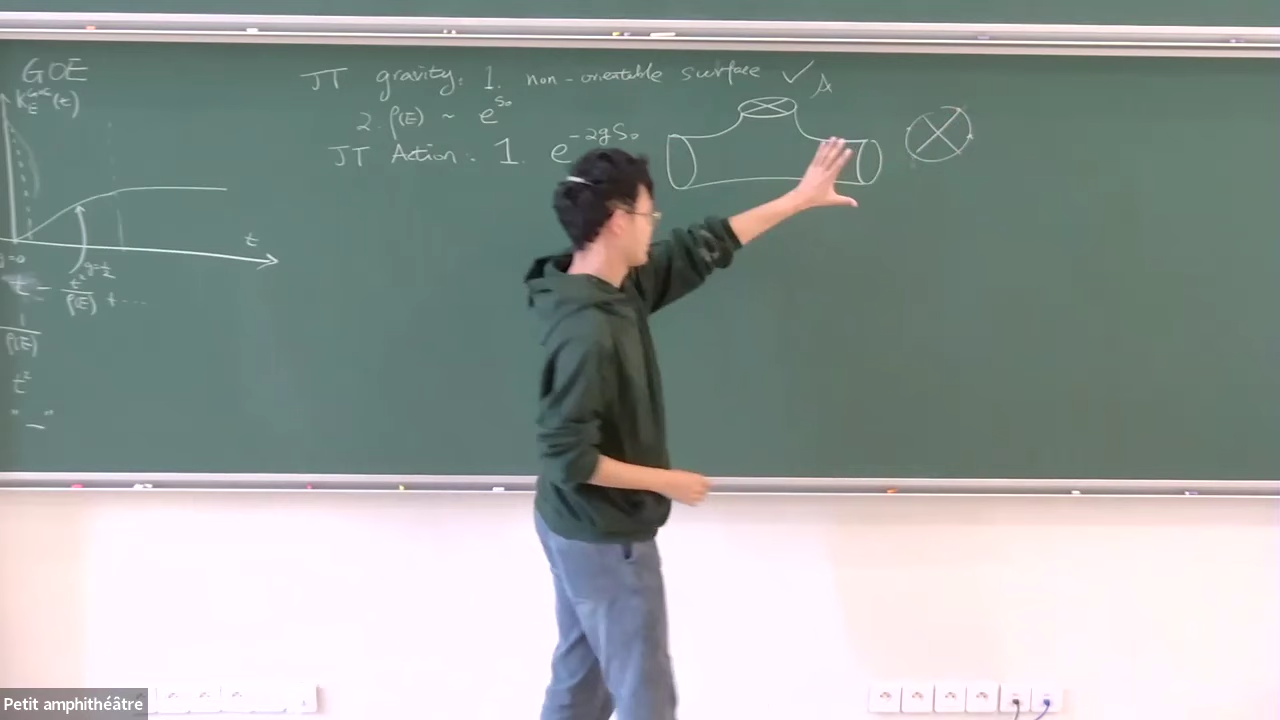 GOE
K_E^{GOE}(t)
t
g=0
g=1/2
t - t²/ρ(E) + ...
1/ρ(E)
t²
"—"
JT gravity: 1. non-orientable surface ✓ A
2. ρ(E) ~ e^{S₀}
JT Action: 1. e^{-2gS₀}
Petit amphithéâtre